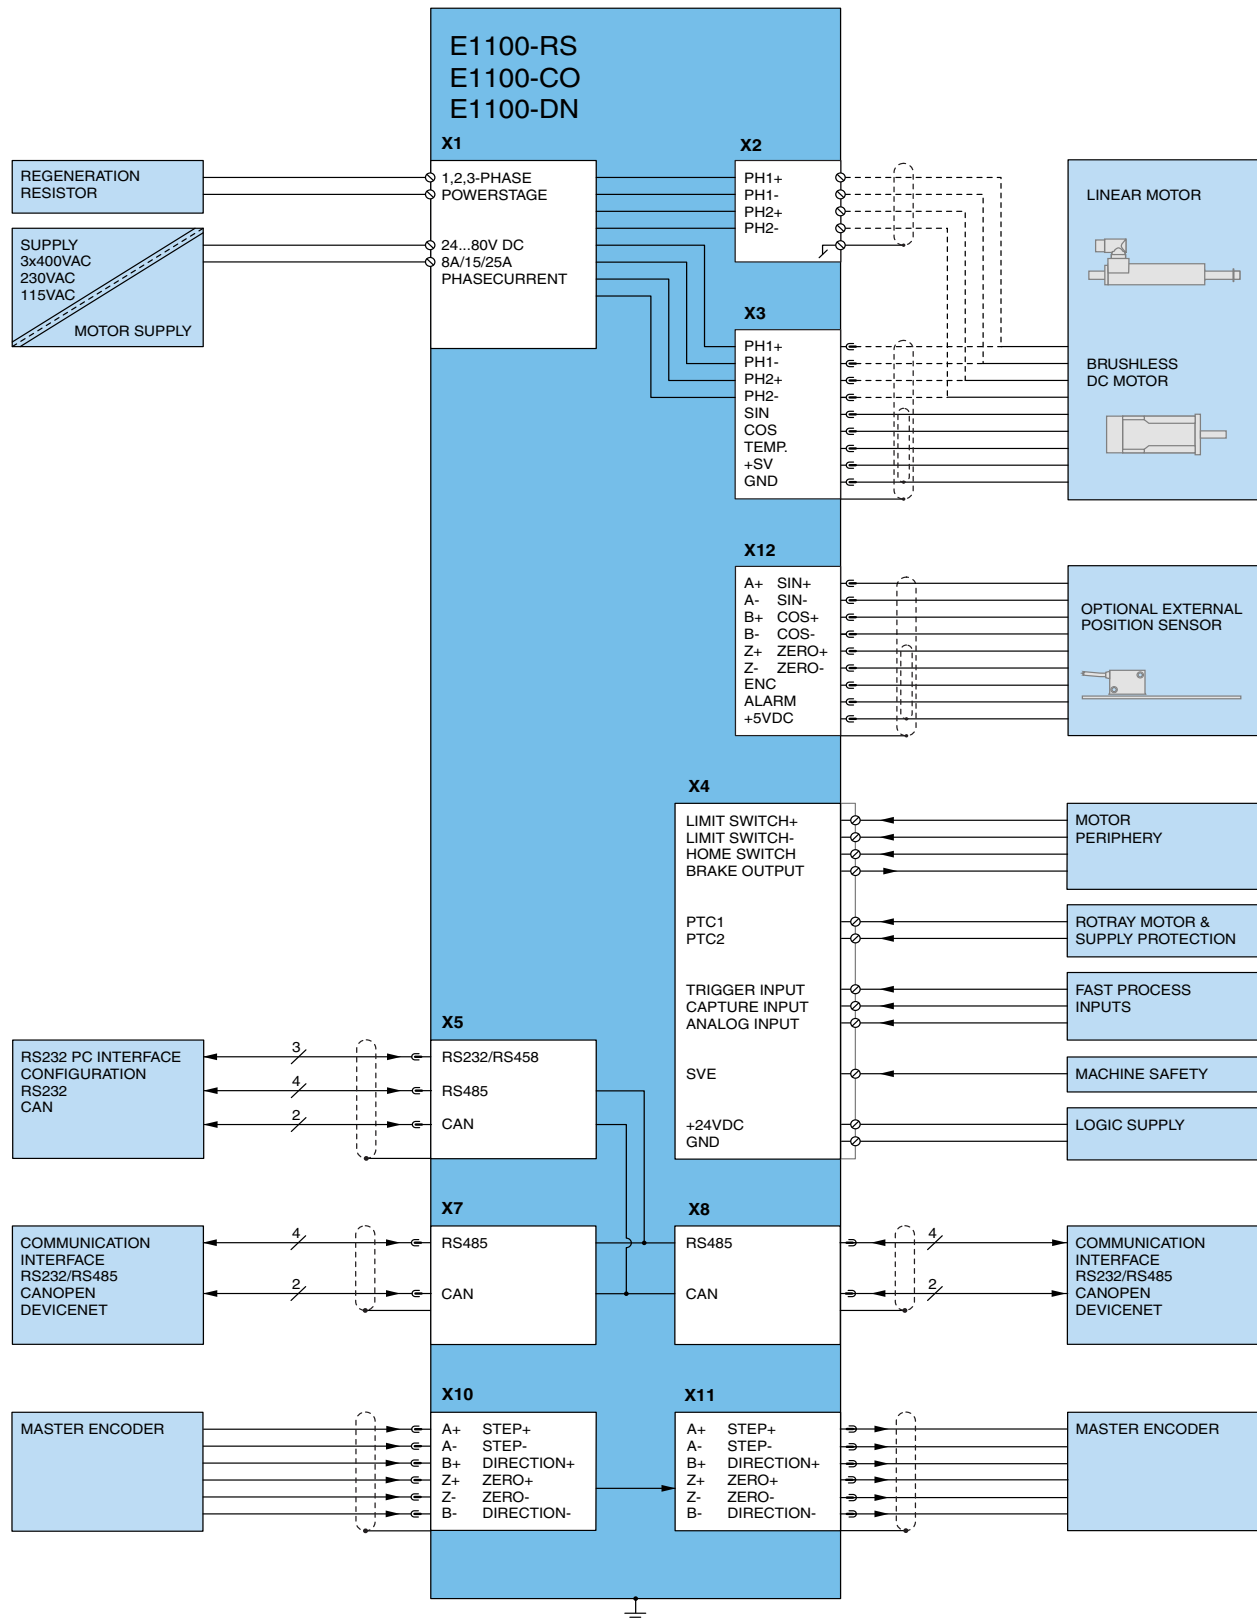 E1100-RS
E1100-CO
E1100-DN
X1
REGENERATION
RESISTOR
SUPPLY
3x400VAC
230VAC
115VAC
MOTOR SUPPLY
1,2,3-PHASE
POWERSTAGE
24...80V DC
8A/15/25A
PHASECURRENT
X2
PH1+
PH1-
PH2+
PH2-
X3
PH1+
PH1-
PH2+
PH2-
SIN
COS
TEMP.
+SV
GND
LINEAR MOTOR
BRUSHLESS
DC MOTOR
X12
A+ SIN+
A- SIN-
B+ COS+
B- COS-
Z+ ZERO+
Z- ZERO-
ENC
ALARM
+5VDC
OPTIONAL EXTERNAL
POSITION SENSOR
X4
LIMIT SWITCH+
LIMIT SWITCH-
HOME SWITCH
BRAKE OUTPUT
PTC1
PTC2
TRIGGER INPUT
CAPTURE INPUT
ANALOG INPUT
SVE
+24VDC
GND
MOTOR
PERIPHERY
ROTRAY MOTOR &
SUPPLY PROTECTION
FAST PROCESS
INPUTS
MACHINE SAFETY
LOGIC SUPPLY
RS232 PC INTERFACE
CONFIGURATION
RS232
CAN
3
4
2
X5
RS232/RS458
RS485
CAN
COMMUNICATION
INTERFACE
RS232/RS485
CANOPEN
DEVICENET
4
2
X7
RS485
CAN
X8
RS485
CAN
4
2
COMMUNICATION
INTERFACE
RS232/RS485
CANOPEN
DEVICENET
MASTER ENCODER
X10
A+ STEP+
A- STEP-
B+ DIRECTION+
Z+ ZERO+
Z- ZERO-
B- DIRECTION-
X11
A+ STEP+
A- STEP-
B+ DIRECTION+
Z+ ZERO+
Z- ZERO-
B- DIRECTION-
MASTER ENCODER